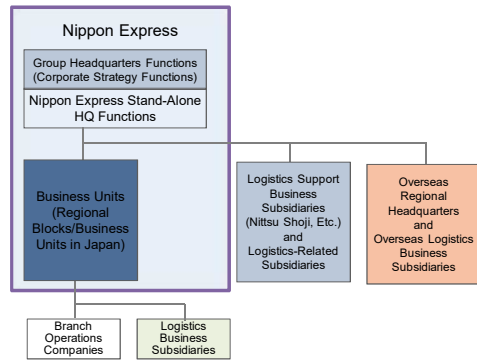 Nippon Express
Group Headquarters Functions
(Corporate Strategy Functions)
Nippon Express Stand-Alone
HQ Functions
Business Units
(Regional
Blocks/Business
Units in Japan)
Logistics Support
Business
Subsidiaries
(Nittsu Shoji, Etc.)
and
Logistics-Related
Subsidiaries
Overseas
Regional
Headquarters
and
Overseas Logistics
Business
Subsidiaries
Branch
Operations
Companies
Logistics
Business
Subsidiaries